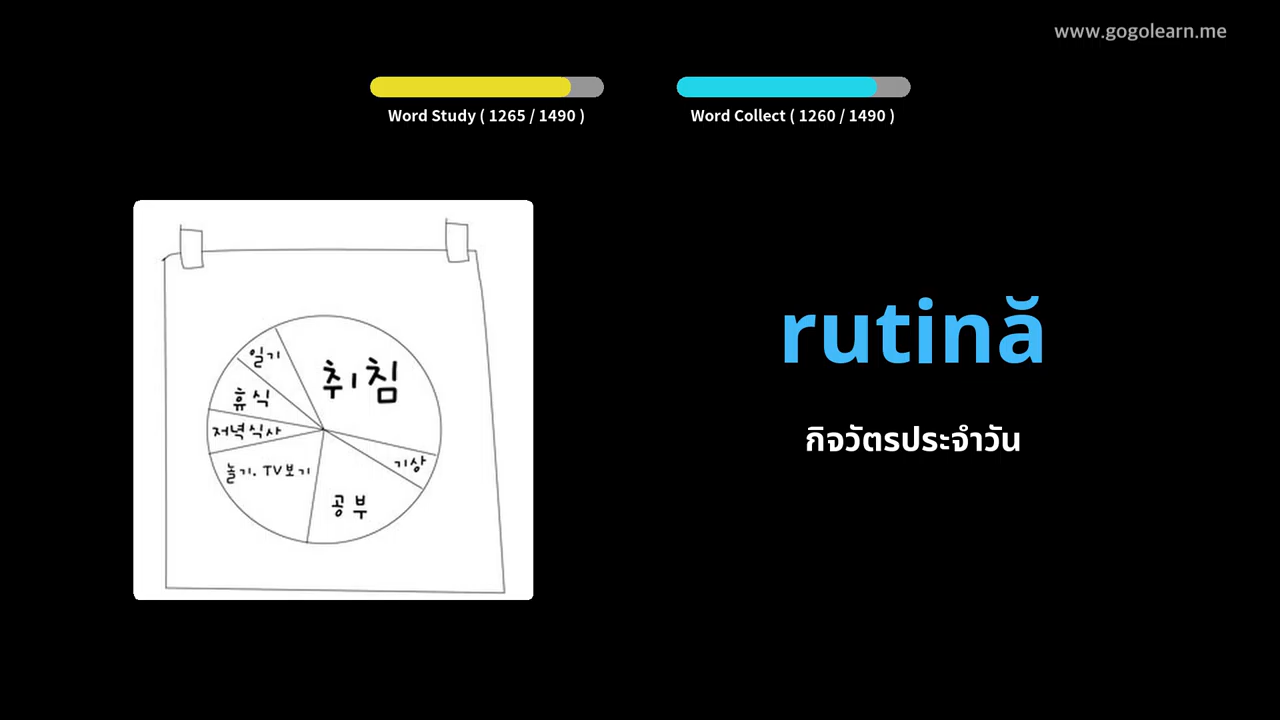 www.gogolearn.me
Word Study ( 1265 / 1490 )
Word Collect ( 1260 / 1490 )
일기
취침
휴식
저녁식사
놀기. TV보기
기상
공부
rutină
กิจวัตรประจำวัน